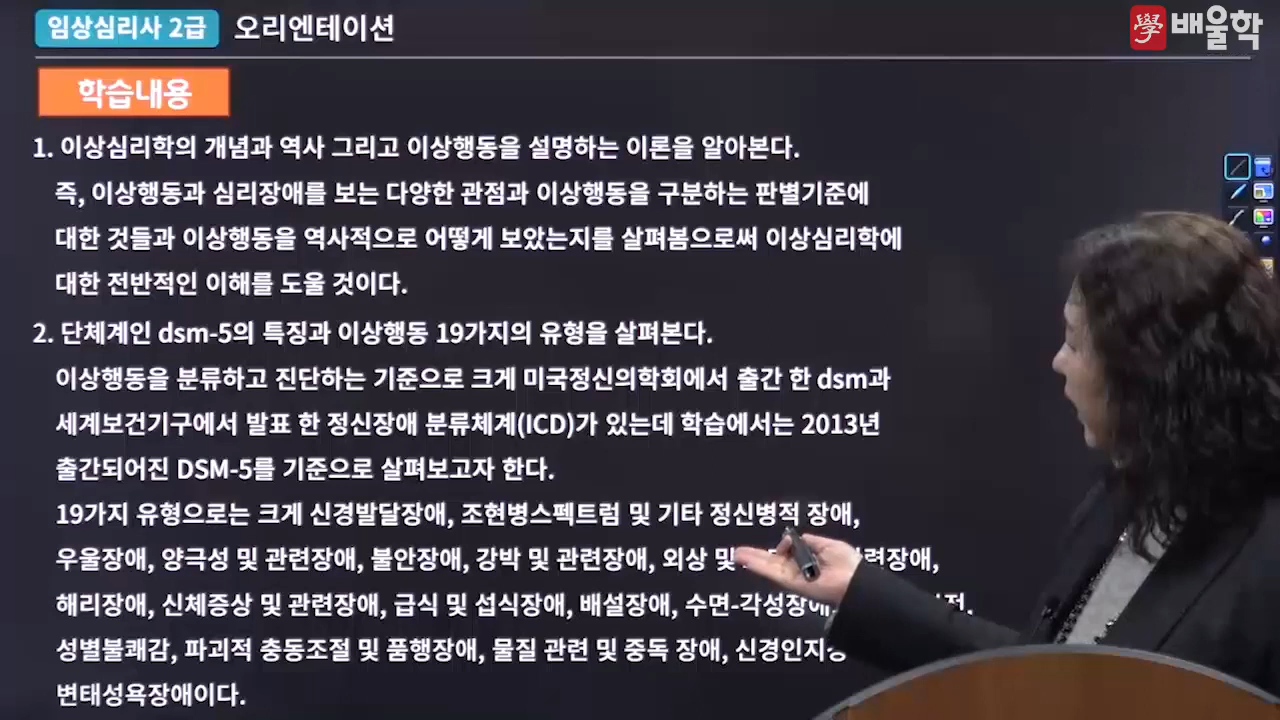 임상심리사 2급 오리엔테이션
學 배울학
학습내용
1. 이상심리학의 개념과 역사 그리고 이상행동을 설명하는 이론을 알아본다.
즉, 이상행동과 심리장애를 보는 다양한 관점과 이상행동을 구분하는 판별기준에
대한 것들과 이상행동을 역사적으로 어떻게 보았는지를 살펴봄으로써 이상심리학에
대한 전반적인 이해를 도울 것이다.
2. 단체계인 dsm-5의 특징과 이상행동 19가지의 유형을 살펴본다.
이상행동을 분류하고 진단하는 기준으로 크게 미국정신의학회에서 출간 한 dsm과
세계보건기구에서 발표 한 정신장애 분류체계(ICD)가 있는데 학습에서는 2013년
출간되어진 DSM-5를 기준으로 살펴보고자 한다.
19가지 유형으로는 크게 신경발달장애, 조현병스펙트럼 및 기타 정신병적 장애,
우울장애, 양극성 및 관련장애, 불안장애, 강박 및 관련장애, 외상 및
해리장애, 신체증상 및 관련장애, 급식 및 섭식장애, 배설장애, 수면-각성장애
성별불쾌감, 파괴적 충동조절 및 품행장애, 물질 관련 및 중독 장애, 신경인지
변태성욕장애이다.